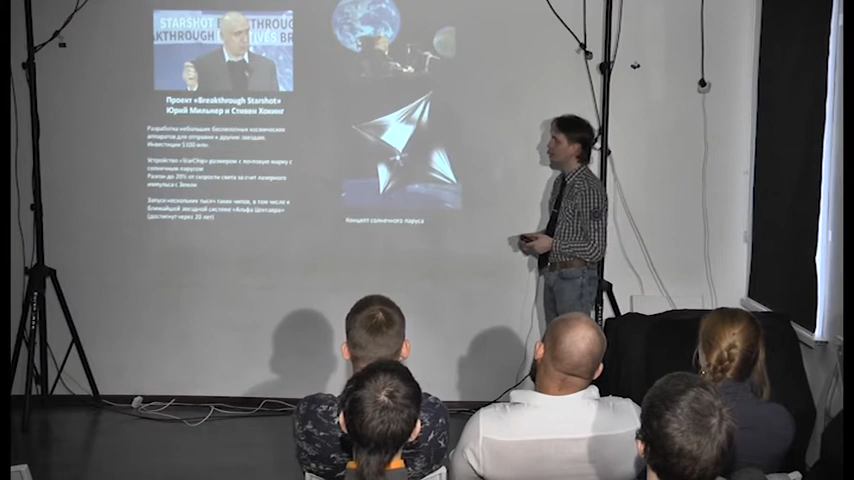 STARSHOT BREAKTHROUGH
BREAKTHROUGH INITIATIVES BRE
Проект «Breakthrough Starshot»
Юрий Мильнер и Стивен Хокинг
Разработка небольших беспилотных космических
аппаратов для отправки к другим звездам.
Инвестиции $100 млн.
Устройство «StarChip» размером с почтовую марку с
солнечным парусом
Разгон до 20% от скорости света за счет лазерного
импульса с Земли.
Запуск нескольких тысяч таких чипов, в том числе к
ближайшей звездной системе «Альфа Центавра»
(достигнут через 20 лет)
Концепт солнечного паруса